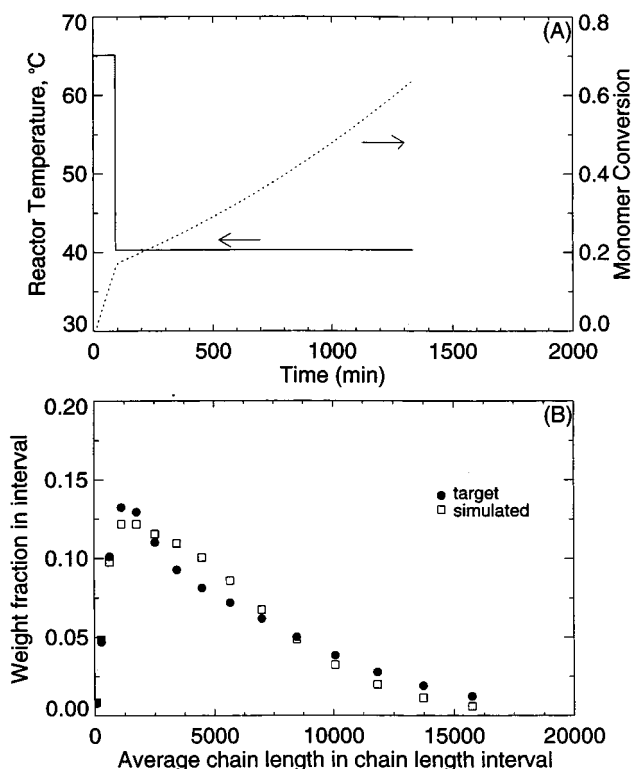 (A)
Reactor Temperature, °C
70
60
50
40
30
0.8
0.6
0.4
0.2
0.0
Monomer Conversion
0 500 1000 1500 2000
Time (min)
(B)
Weight fraction in interval
0.20
0.15
0.10
0.05
0.00
target
simulated
0 5000 10000 15000 20000
Average chain length in chain length interval